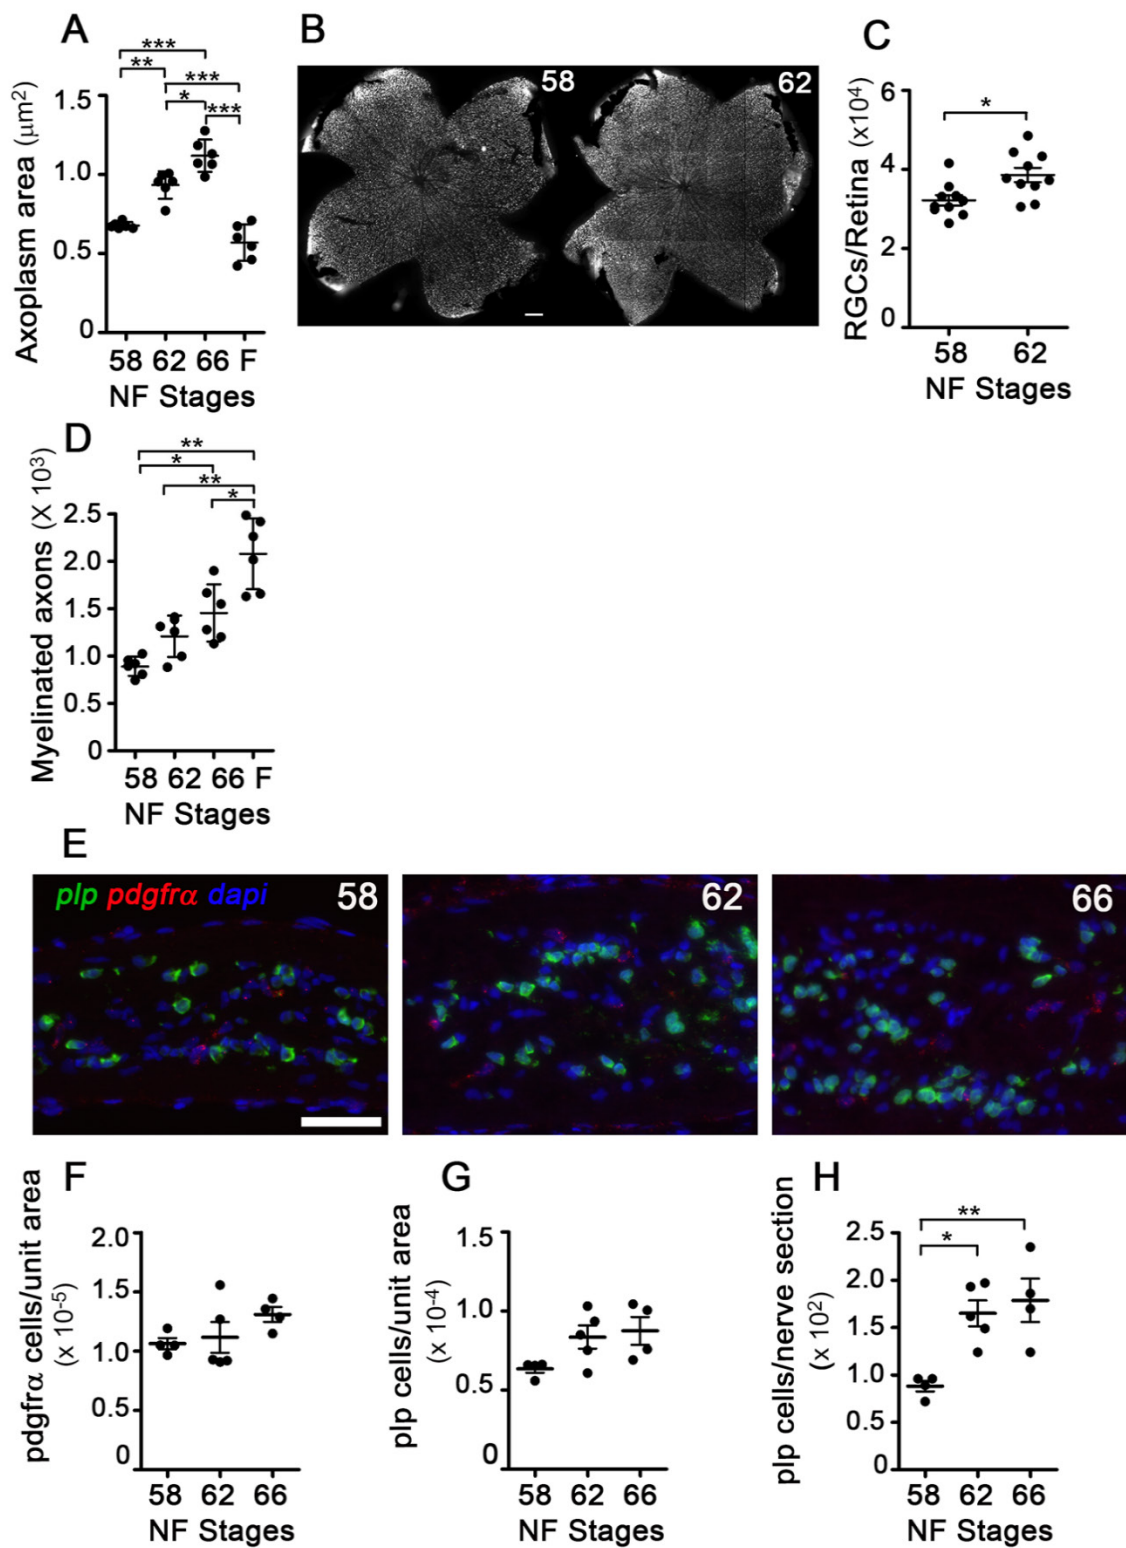 A
***
**
***
*
***
Axoplasm area (μm²)
1.5
1.0
0.5
0
58 62 66 F
NF Stages
B
58
62
C
*
RGCs/Retina (x10⁴)
6
4
2
0
58 62
NF Stages
D
**
*
**
*
Myelinated axons (X 10³)
2.5
2.0
1.5
1.0
0.5
0
58 62 66 F
NF Stages
E
plp pdgfrα dapi
58
62
66
F
pdgfrα cells/unit area
(x 10⁻⁵)
2.0
1.5
1.0
0.5
0
58 62 66
NF Stages
G
plp cells/unit area
(x 10⁻⁴)
1.5
1.0
0.5
0
58 62 66
NF Stages
H
**
*
plp cells/nerve section
(x 10²)
2.5
2.0
1.5
1.0
0.5
0
58 62 66
NF Stages